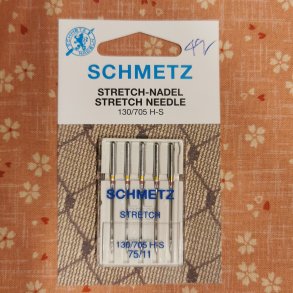 SCHMETZ
STRETCH-NADEL
STRETCH NEEDLE
130/705 H-S
SCHMETZ
STRETCH
130/705 H-S
75/11